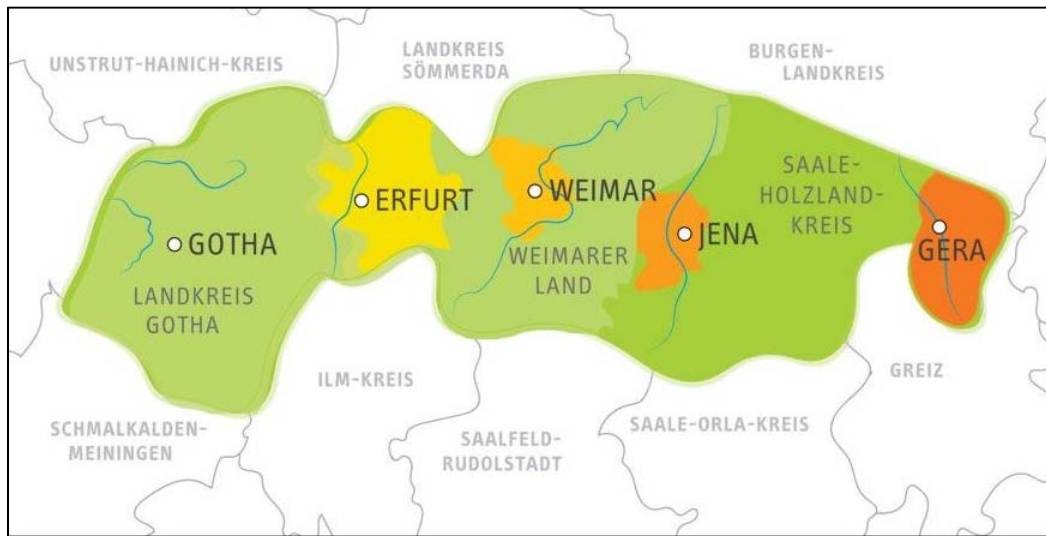 UNSTRUT-HAINICH-KREIS
LANDKREIS
SÖMMERDA
BURGEN-
LANDKREIS
SAALE-
HOLZLAND-
KREIS
ERFURT
WEIMAR
JENA
GOTHA
GERA
WEIMARER
LAND
LANDKREIS
GOTHA
ILM-KREIS
GREIZ
SCHMALKALDEN-
MEININGEN
SAALFELD-
RUDOLSTADT
SAALE-ORLA-KREIS